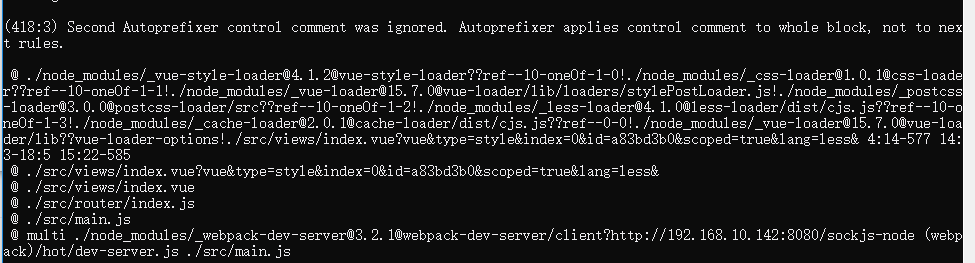 (418:3) Second Autoprefixer control comment was ignored. Autoprefixer applies control comment to whole block, not to nex
t rules.
@ ./node_modules/_vue-style-loader@4.1.2@vue-style-loader??ref--10-oneOf-1-0!./node_modules/_css-loader@1.0.1@css-loade
r??ref--10-oneOf-1-1!./node_modules/_vue-loader@15.7.0@vue-loader/lib/loaders/stylePostLoader.js!./node_modules/_postcss
-loader@3.0.0@postcss-loader/src??ref--10-oneOf-1-2!./node_modules/_less-loader@4.1.0@less-loader/dist/cjs.js??ref--10-o
neOf-1-3!./node_modules/_cache-loader@2.0.1@cache-loader/dist/cjs.js??ref--0-0!./node_modules/_vue-loader@15.7.0@vue-loa
der/lib??vue-loader-options!./src/views/index.vue?vue&type=style&index=0&id=a83bd3b0&scoped=true&lang=less& 4:14-577 14:
3-18:5 15:22-585
@ ./src/views/index.vue?vue&type=style&index=0&id=a83bd3b0&scoped=true&lang=less&
@ ./src/views/index.vue
@ ./src/router/index.js
@ ./src/main.js
@ multi ./node_modules/_webpack-dev-server@3.2.1@webpack-dev-server/client?http://192.168.10.142:8080/sockjs-node (webp
ack)/hot/dev-server.js ./src/main.js